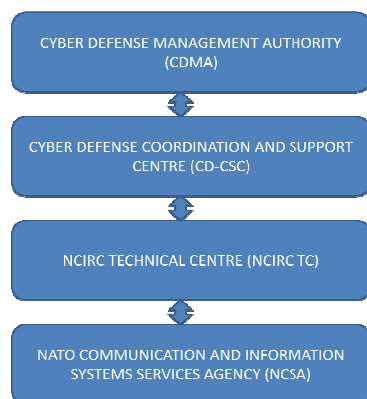 CYBER DEFENSE MANAGEMENT AUTHORITY
(CDMA)
CYBER DEFENSE COORDINATION AND SUPPORT
CENTRE (CD-CSC)
NCIRC TECHNICAL CENTRE (NCIRC TC)
NATO COMMUNICATION AND INFORMATION
SYSTEMS SERVICES AGENCY (NCSA)